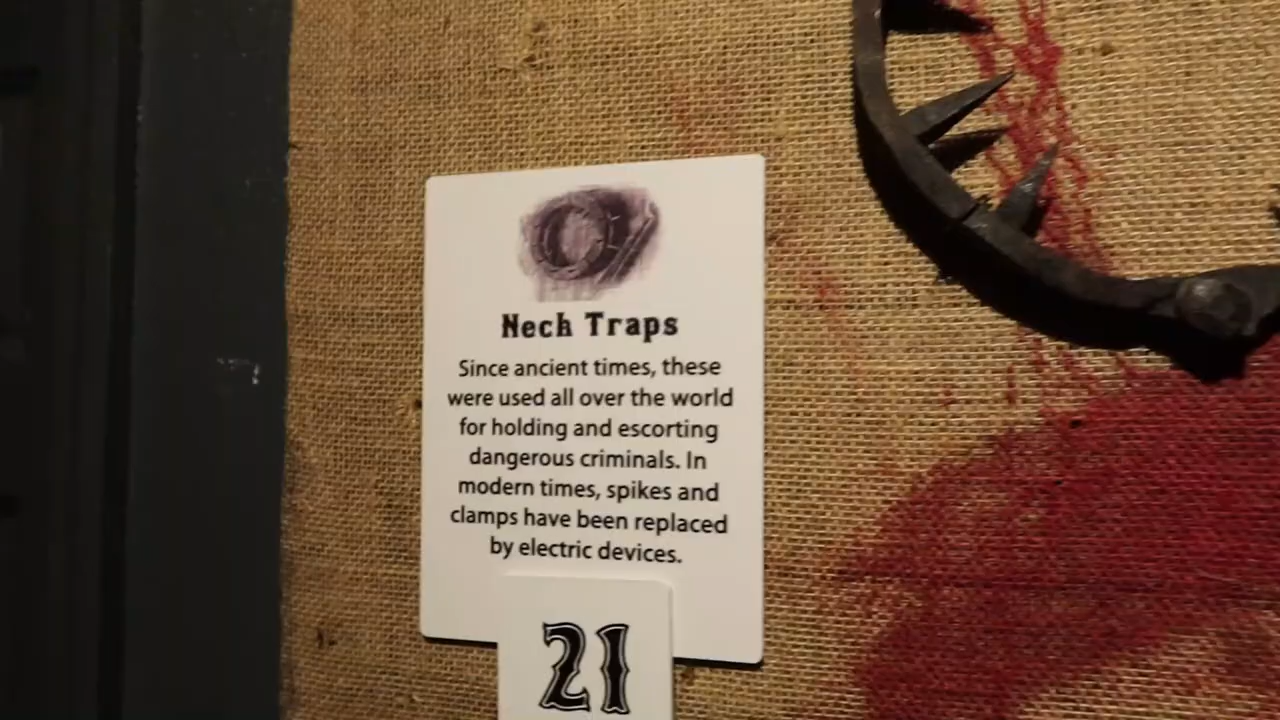 Neck Traps
Since ancient times, these
were used all over the world
for holding and escorting
dangerous criminals. In
modern times, spikes and
clamps have been replaced
by electric devices.
21